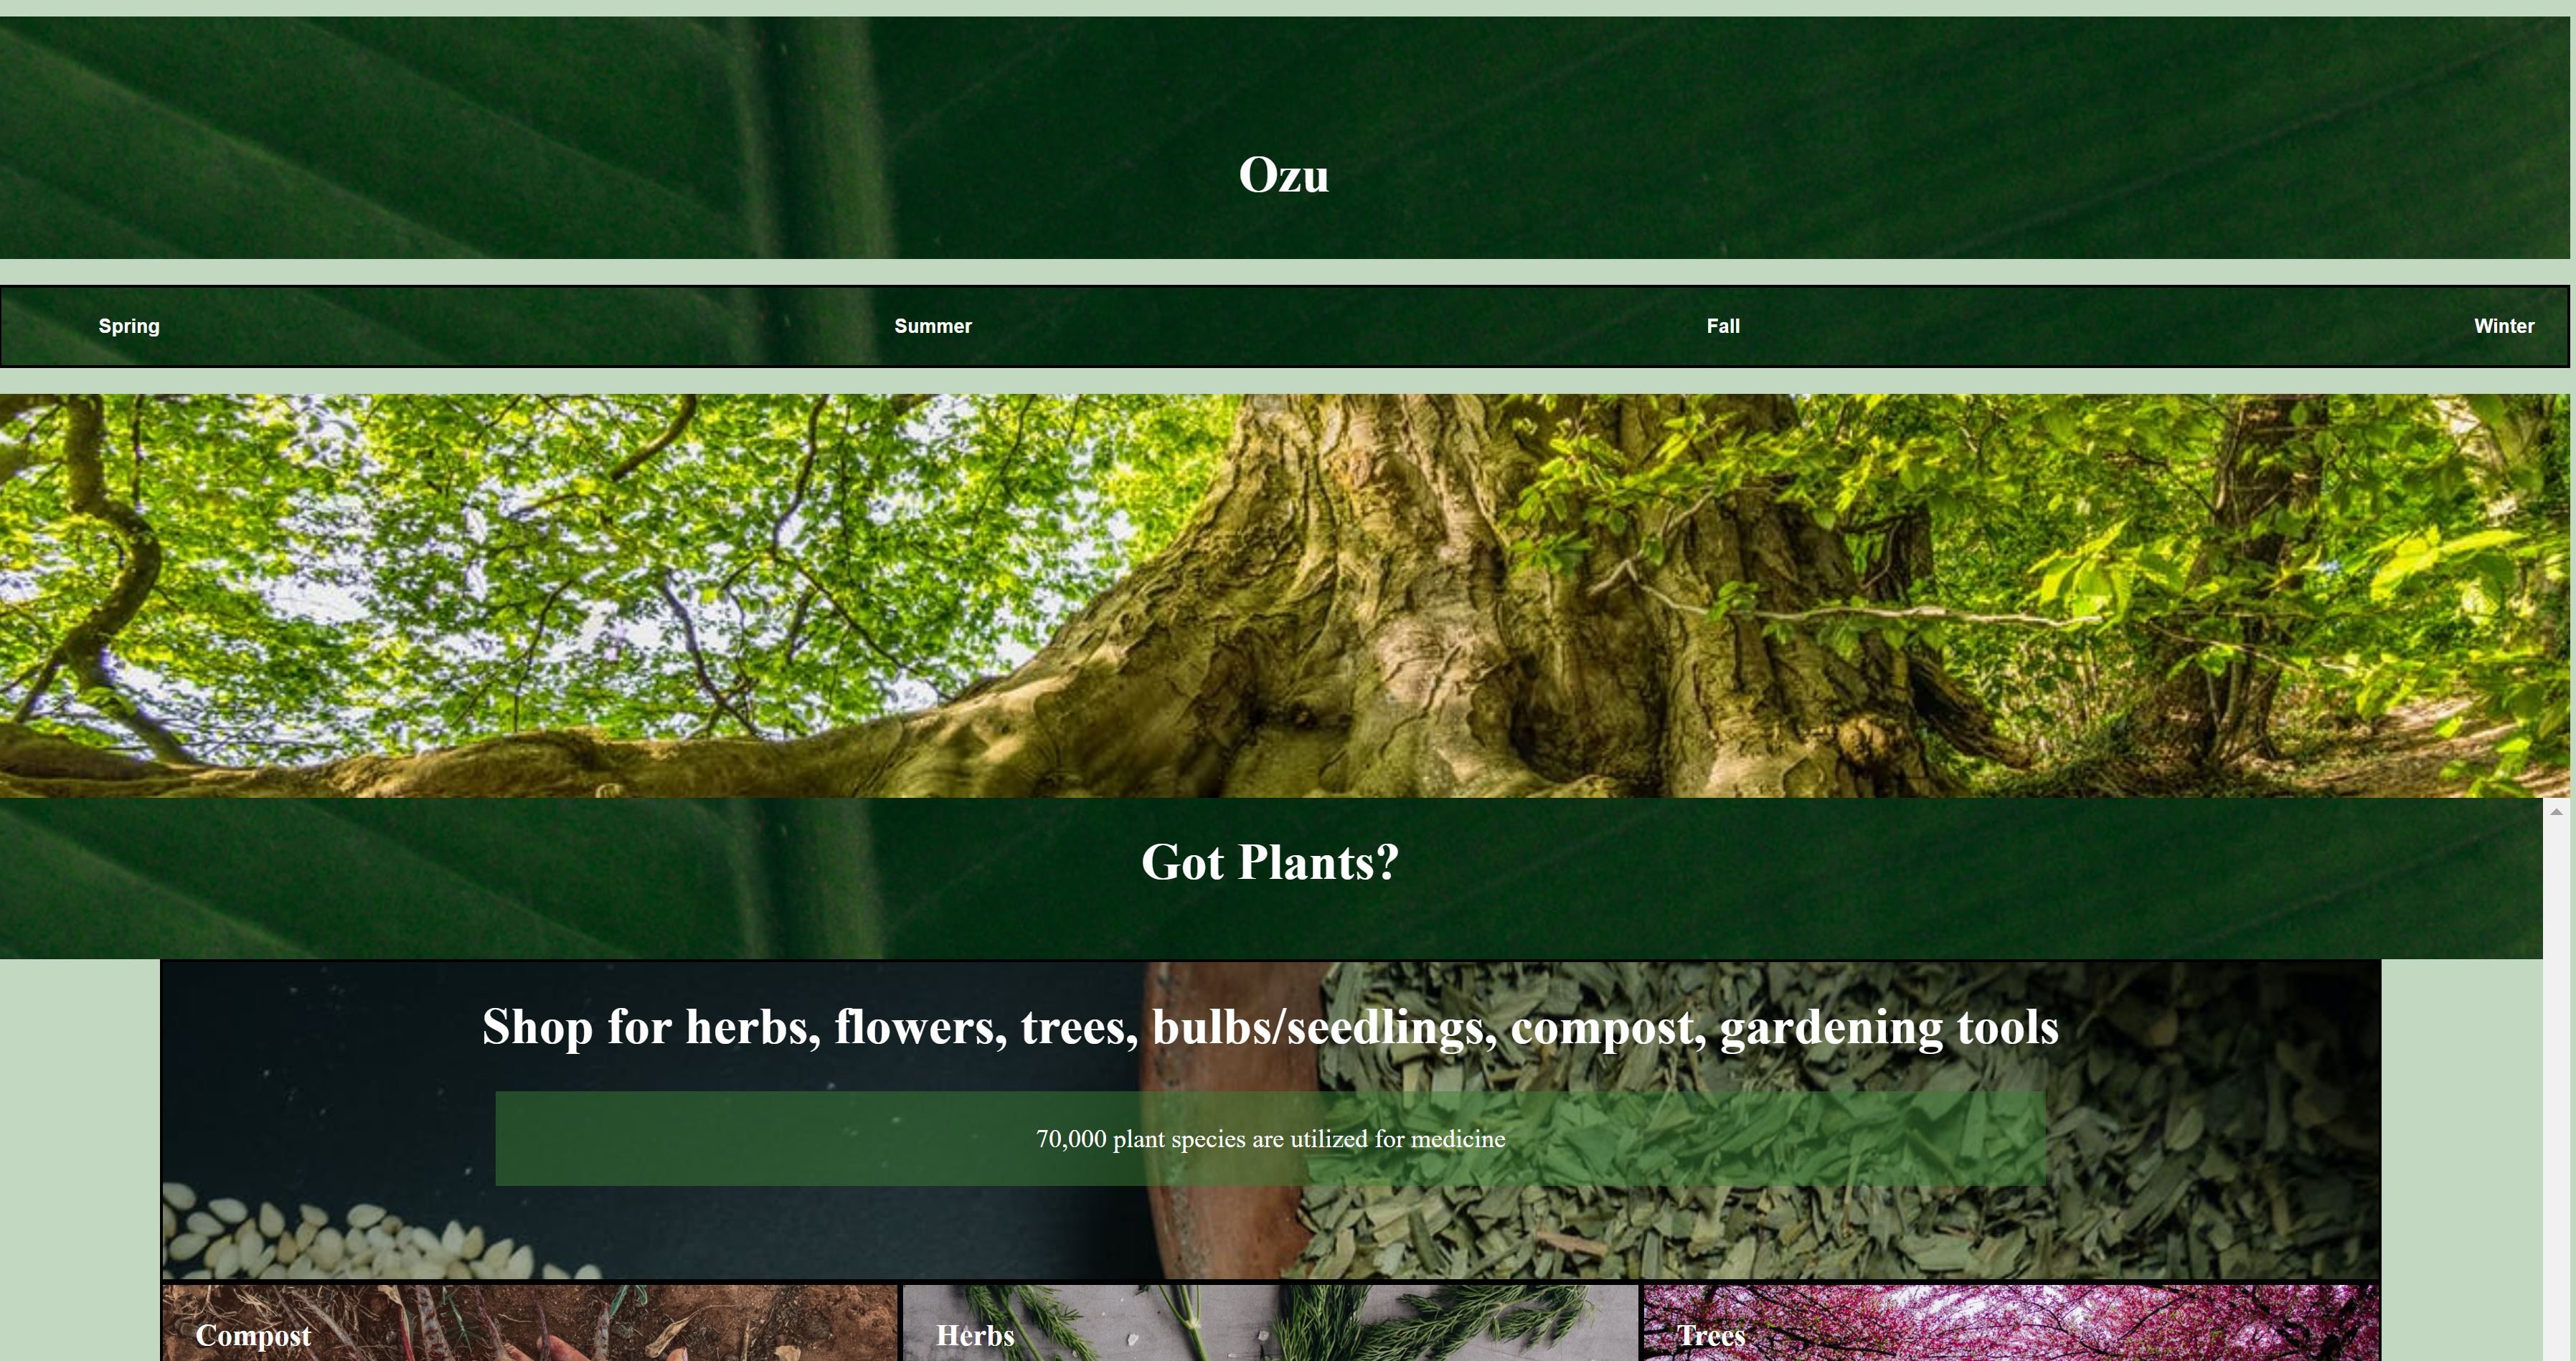 Ozu
Spring Summer Fall Winter
Got Plants?
Shop for herbs, flowers, trees, bulbs/seedlings, compost, gardening tools
70,000 plant species are utilized for medicine
Compost Herbs Trees